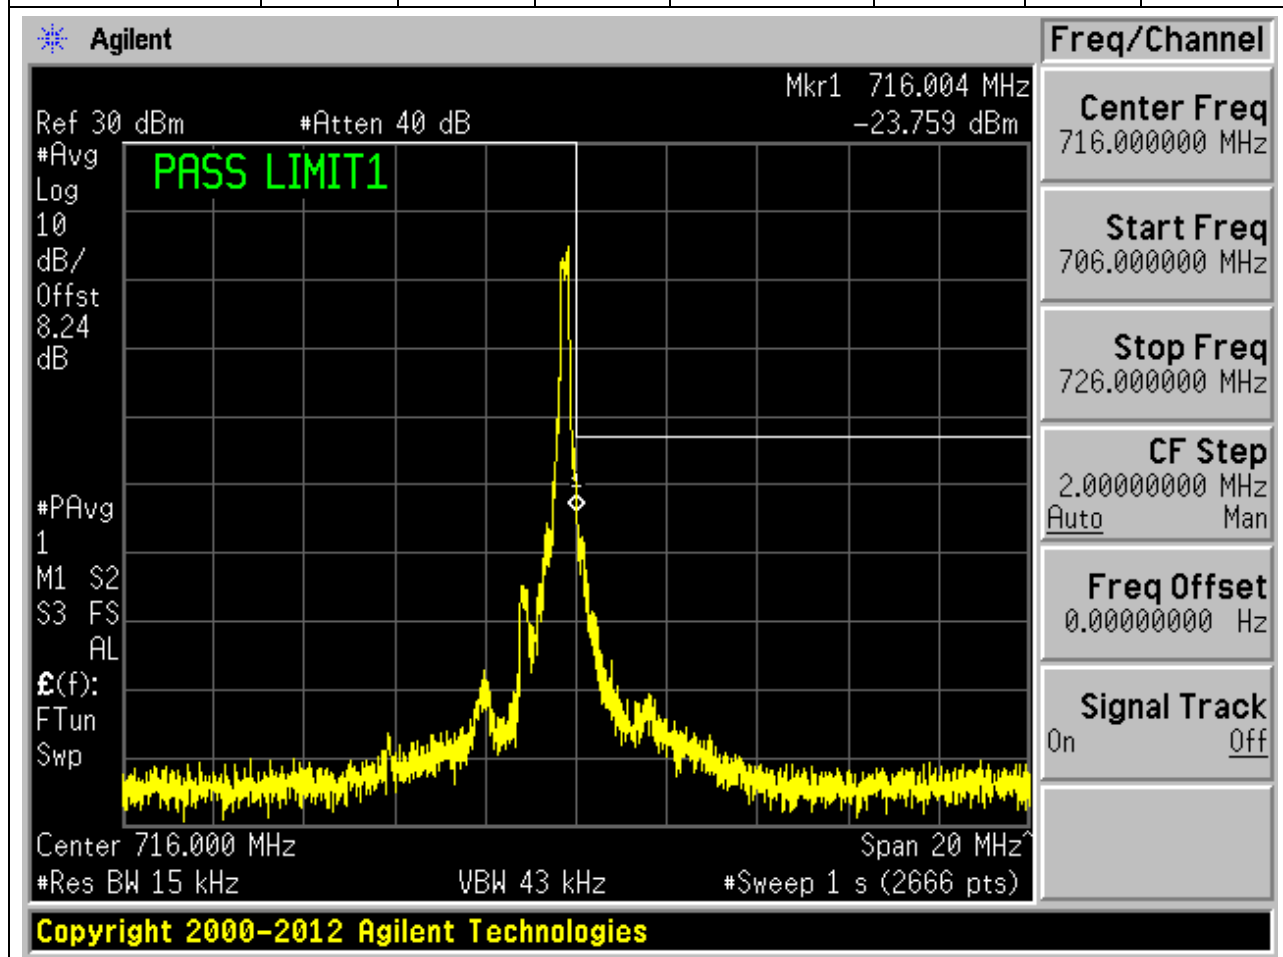 Agilent
Freq/Channel
Mkr1 716.004 MHz
Ref 30 dBm #Atten 40 dB -23.759 dBm
#Avg
Log
10
dB/
Offst
8.24
dB
PASS LIMIT1
1
#PAvg
1
M1 S2
S3 FS
AL
£(f):
FTun
Swp
Center 716.000 MHz Span 20 MHz^
#Res BW 15 kHz VBW 43 kHz #Sweep 1 s (2666 pts)
Center Freq
716.000000 MHz
Start Freq
706.000000 MHz
Stop Freq
726.000000 MHz
CF Step
2.00000000 MHz
Auto Man
Freq Offset
0.00000000 Hz
Signal Track
On Off
Copyright 2000-2012 Agilent Technologies